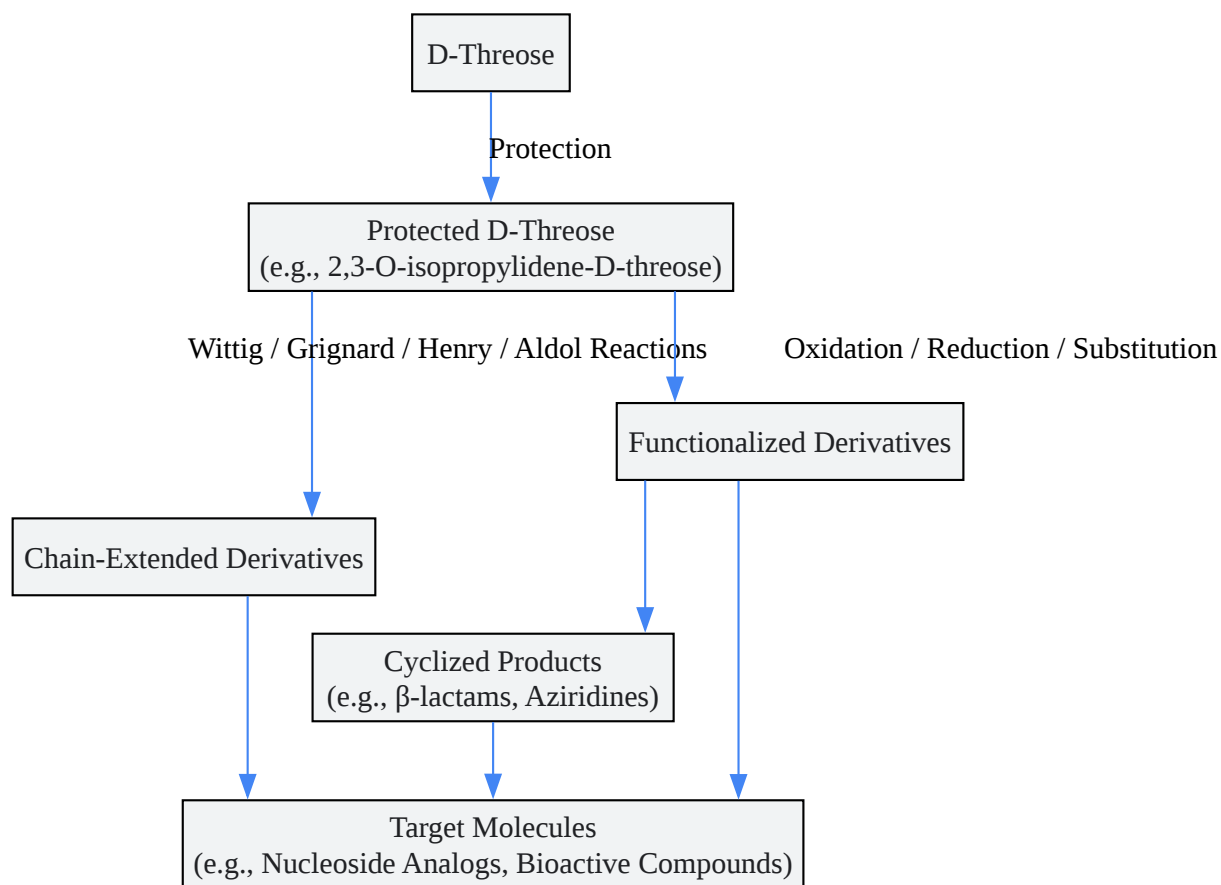 D-Threose
Protection
Protected D-Threose
(e.g., 2,3-O-isopropylidene-D-threose)
Wittig / Grignard / Henry / Aldol Reactions
Oxidation / Reduction / Substitution
Functionalized Derivatives
Chain-Extended Derivatives
Cyclized Products
(e.g., β-lactams, Aziridines)
Target Molecules
(e.g., Nucleoside Analogs, Bioactive Compounds)